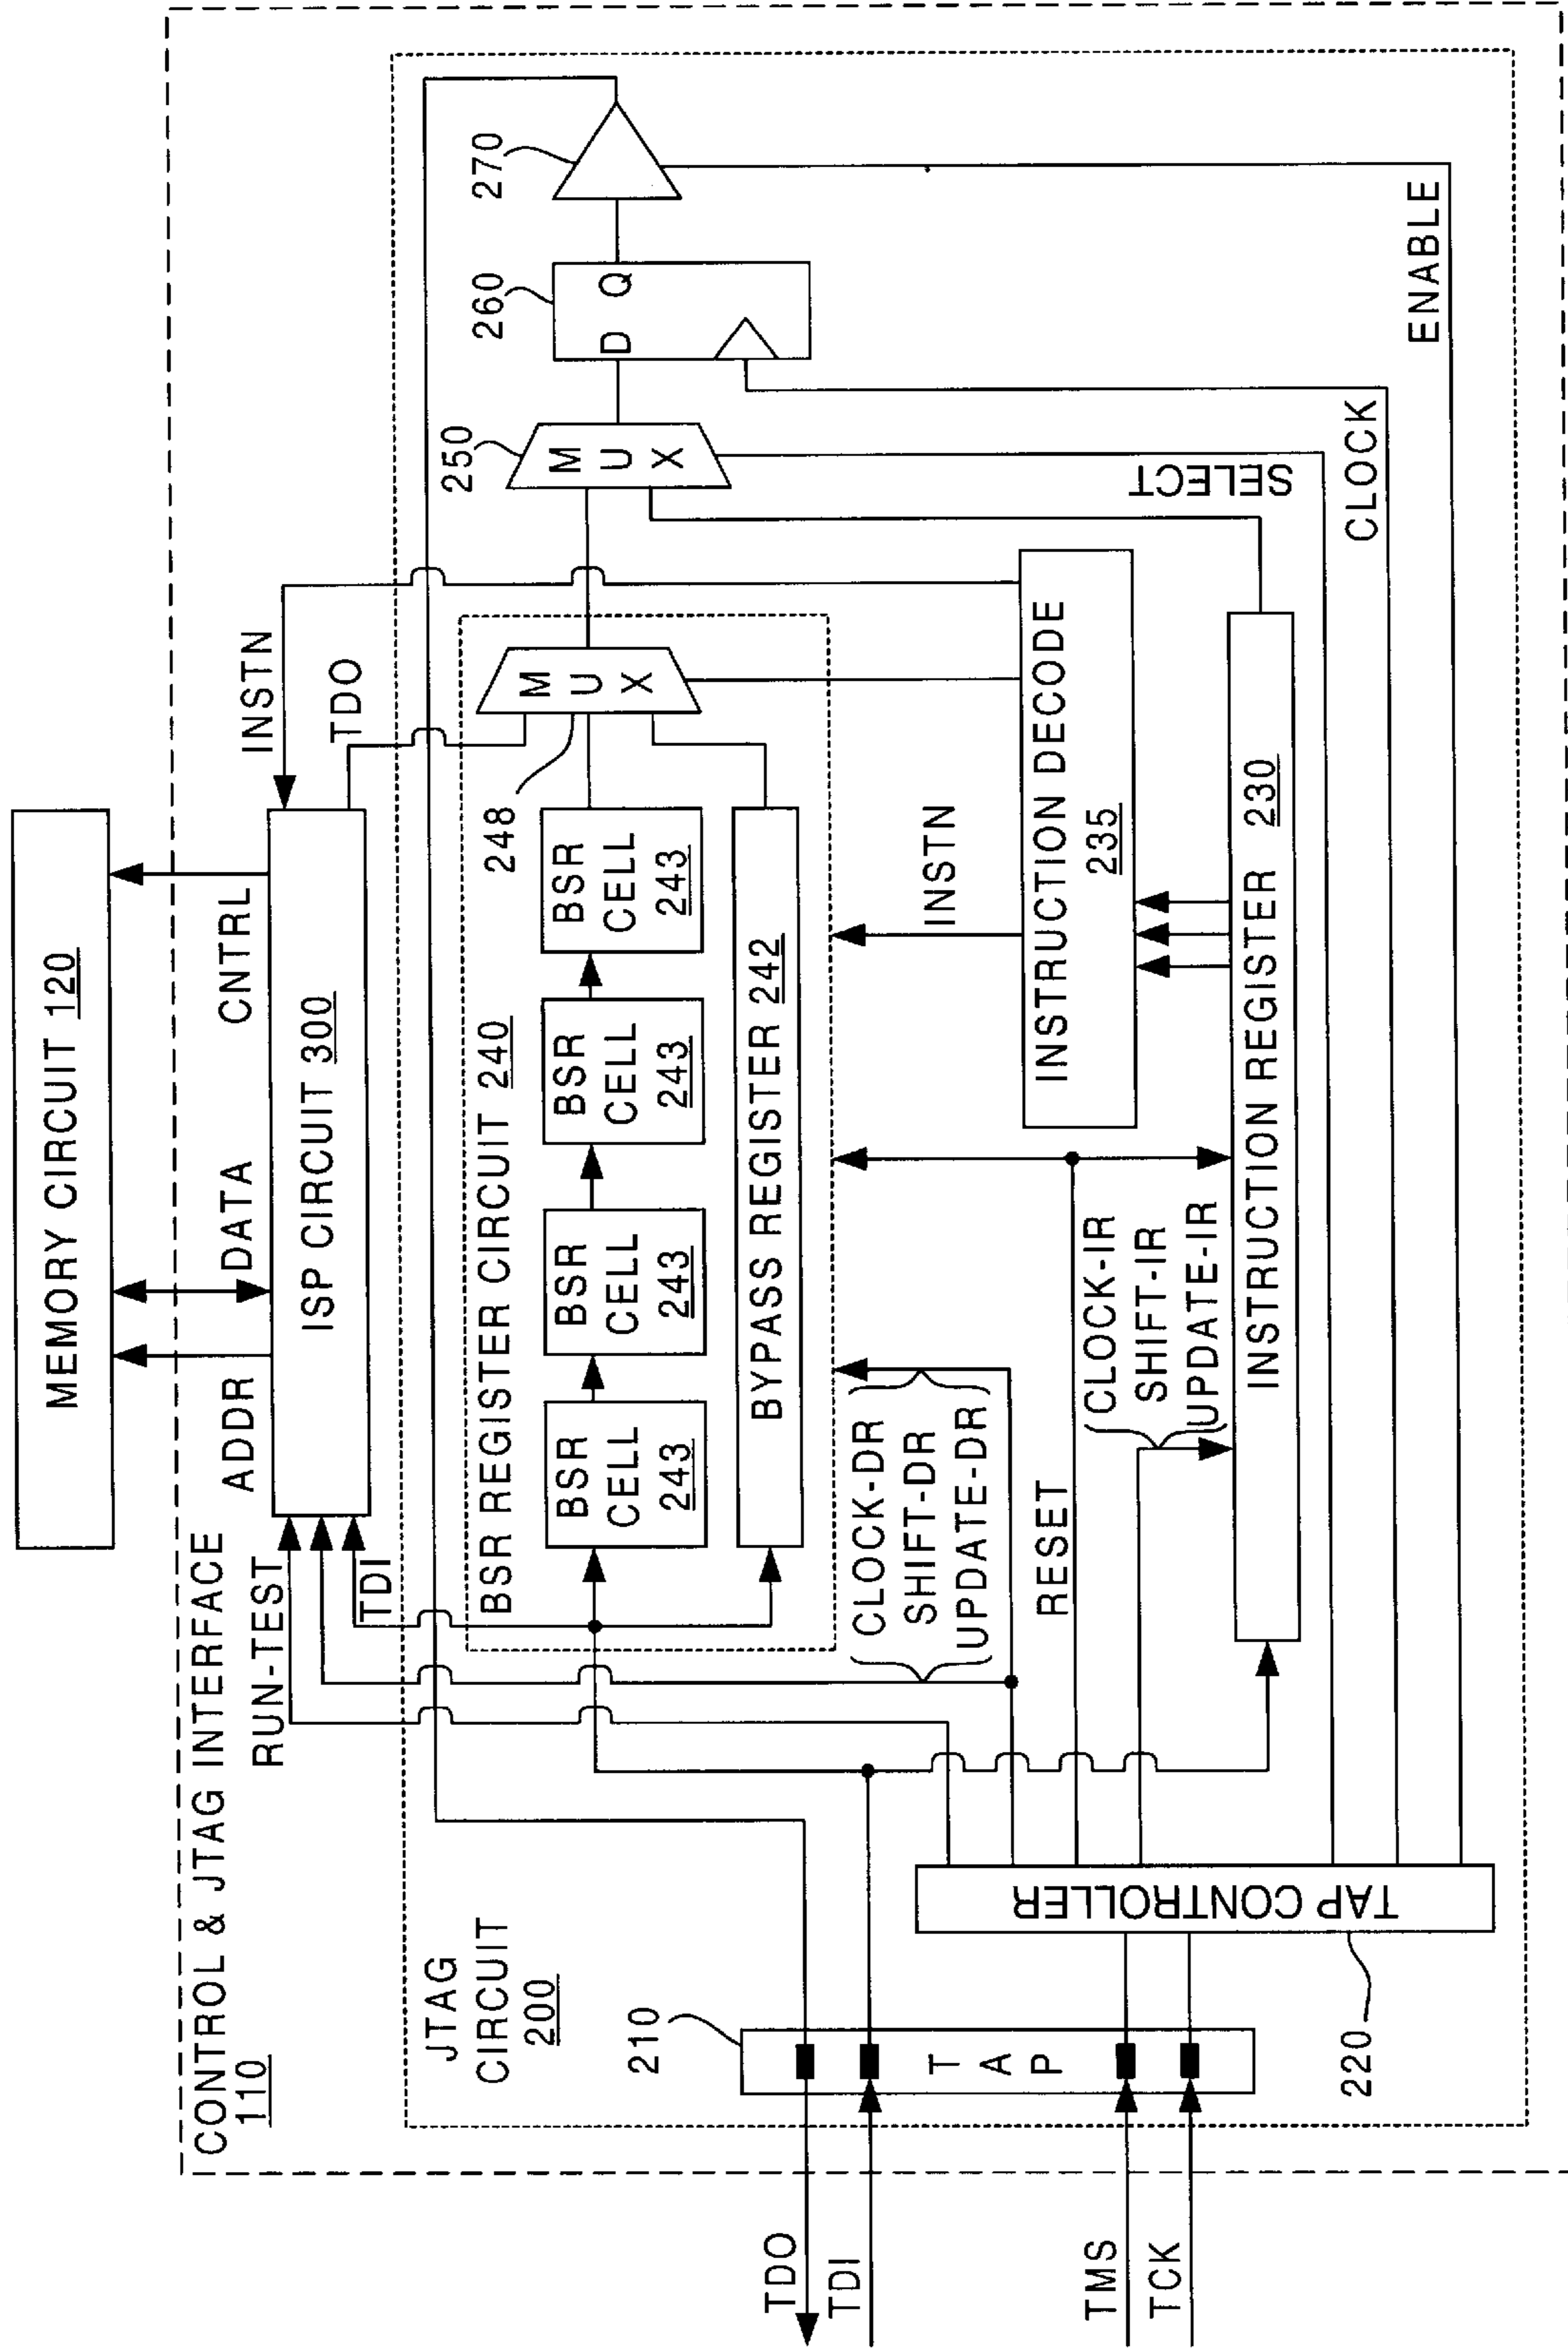 MEMORY CIRCUIT 120
CONTROL & JTAG INTERFACE
110
RUN-TEST
ADDR
DATA
CNTRL
INSTN
ISP CIRCUIT 300
TDI
TDO
JTAG
CIRCUIT
200
BSR REGISTER CIRCUIT 240
BSR
CELL
243
BSR
CELL
243
BSR
CELL
243
BSR
CELL
243
248
M
U
X
BYPASS REGISTER 242
250
M
U
X
260
D Q
270
210
T
A
P
TDO
TDI
TMS
TCK
TAP CONTROLLER
220
CLOCK-DR
SHIFT-DR
UPDATE-DR
RESET
INSTN
INSTRUCTION DECODE
235
CLOCK-IR
SHIFT-IR
UPDATE-IR
INSTRUCTION REGISTER 230
SELECT
CLOCK
ENABLE